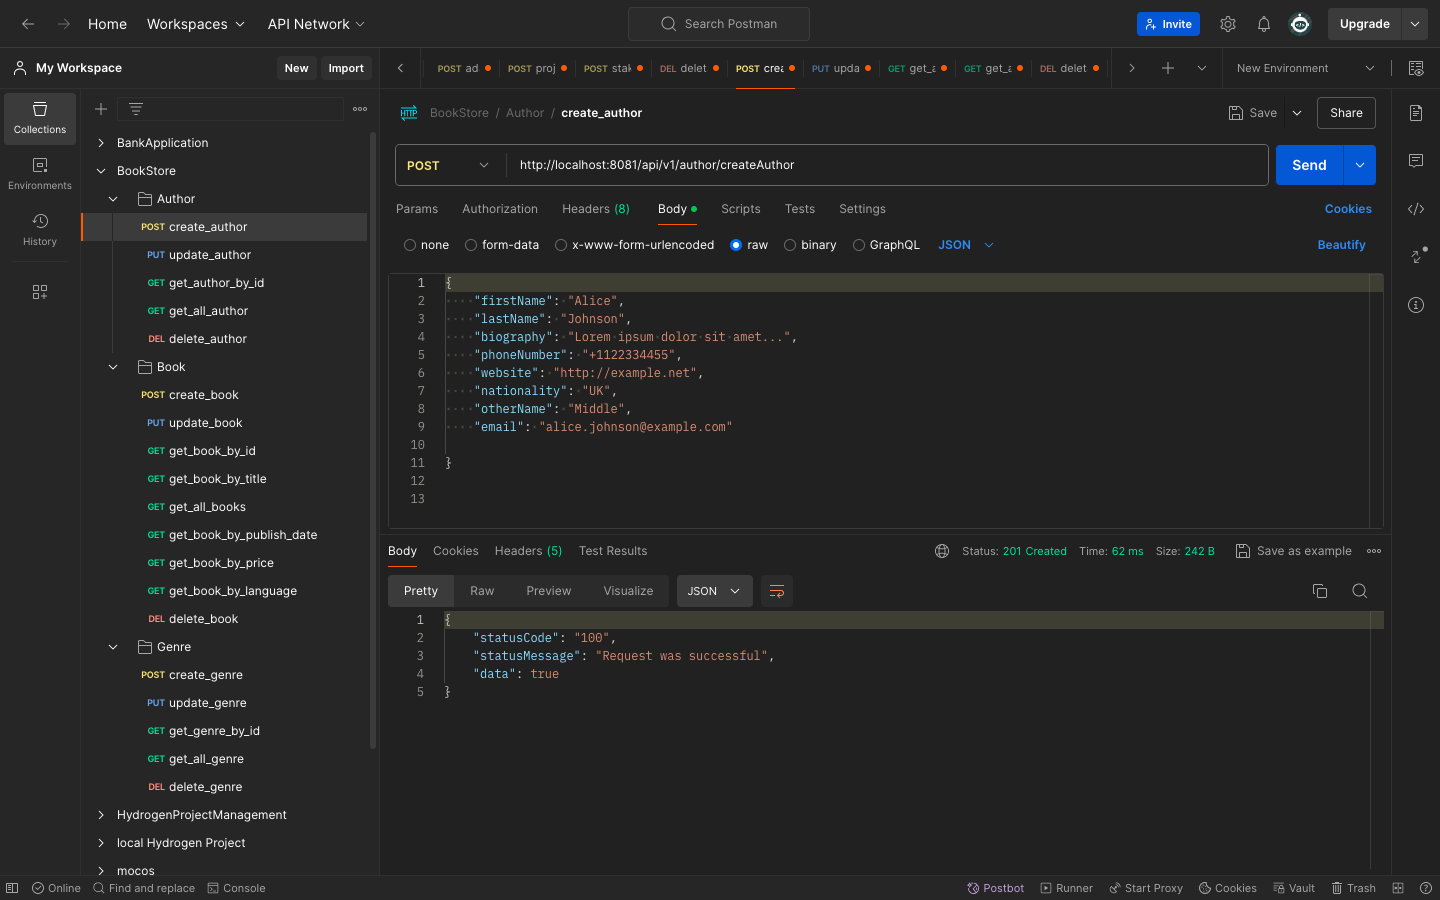 Home Workspaces API Network Search Postman Invite Upgrade
My Workspace New Import POST ad POST proj POST stak DEL delet POST crea PUT upda GET get_a GET get_a DEL delet New Environment
Collections
Environments
History
BankApplication
BookStore
Author
POST create_author
PUT update_author
GET get_author_by_id
GET get_all_author
DEL delete_author
Book
POST create_book
PUT update_book
GET get_book_by_id
GET get_book_by_title
GET get_all_books
GET get_book_by_publish_date
GET get_book_by_price
GET get_book_by_language
DEL delete_book
Genre
POST create_genre
PUT update_genre
GET get_genre_by_id
GET get_all_genre
DEL delete_genre
HydrogenProjectManagement
local Hydrogen Project
mocos
HTTP BookStore / Author / create_author Save Share
POST http://localhost:8081/api/v1/author/createAuthor Send
Params Authorization Headers (8) Body Scripts Tests Settings Cookies
none form-data x-www-form-urlencoded raw binary GraphQL JSON Beautify
1 {
2 "firstName": "Alice",
3 "lastName": "Johnson",
4 "biography": "Lorem ipsum dolor sit amet...",
5 "phoneNumber": "+1122334455",
6 "website": "http://example.net",
7 "nationality": "UK",
8 "otherName": "Middle",
9 "email": "alice.johnson@example.com"
10
11 }
12
13
Body Cookies Headers (5) Test Results Status: 201 Created Time: 62 ms Size: 242 B Save as example
Pretty Raw Preview Visualize JSON
1 {
2 "statusCode": "100",
3 "statusMessage": "Request was successful",
4 "data": true
5 }
Online Find and replace Console Postbot Runner Start Proxy Cookies Vault Trash